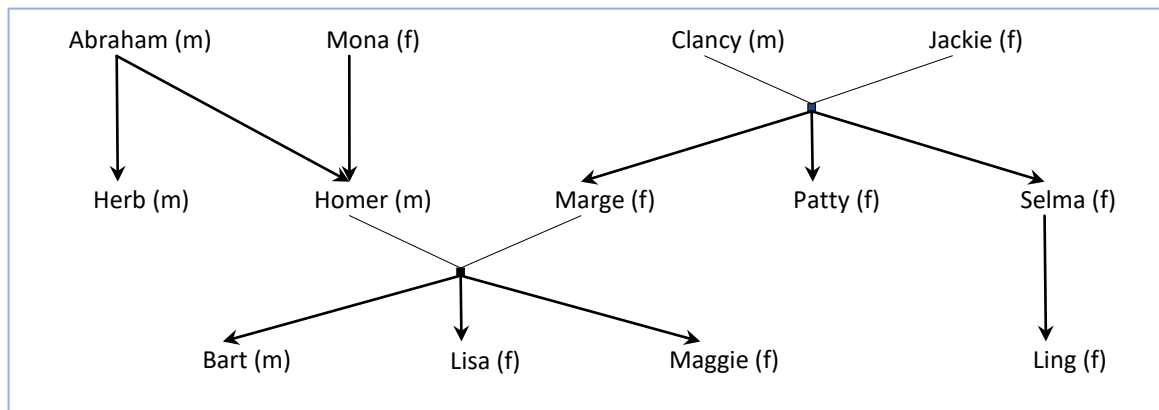 Abraham (m) Mona (f) Clancy (m) Jackie (f)
Herb (m) Homer (m) Marge (f) Patty (f) Selma (f)
Bart (m) Lisa (f) Maggie (f) Ling (f)